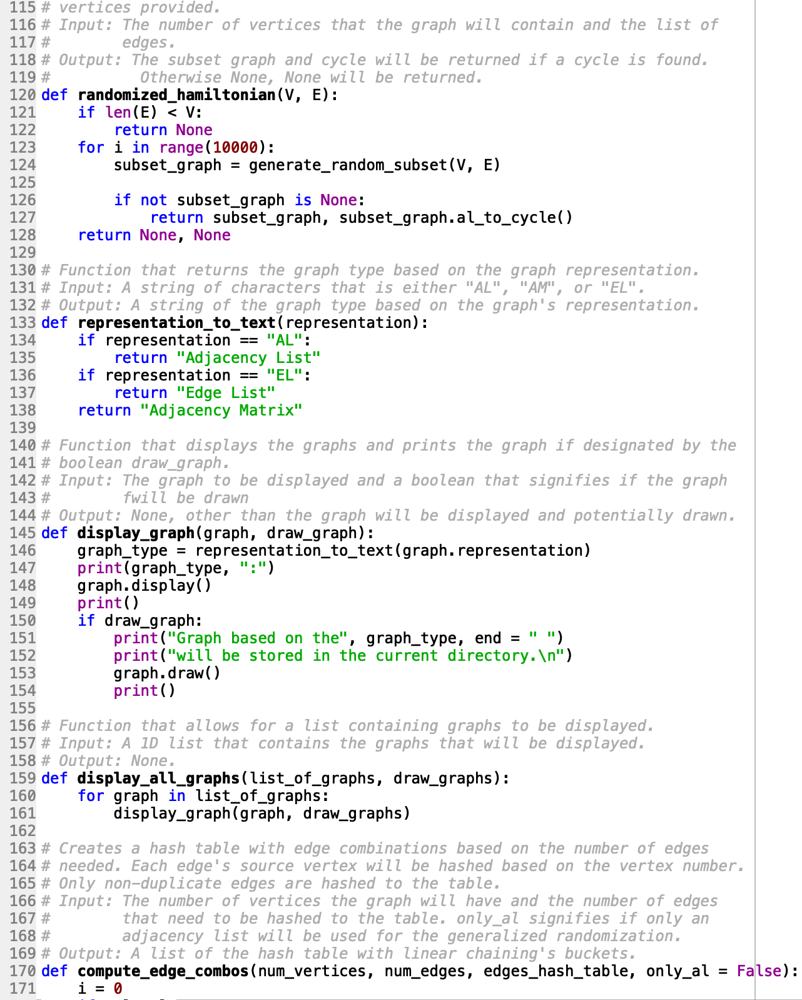 115 # vertices provided.
116 # Input: The number of vertices that the graph will contain and the list of
117 #        edges.
118 # Output: The subset graph and cycle will be returned if a cycle is found.
119 #          Otherwise None, None will be returned.
120 def randomized_hamiltonian(V, E):
121     if len(E) < V:
122         return None
123     for i in range(10000):
124         subset_graph = generate_random_subset(V, E)
125
126         if not subset_graph is None:
127             return subset_graph, subset_graph.al_to_cycle()
128     return None, None
129
130 # Function that returns the graph type based on the graph representation.
131 # Input: A string of characters that is either "AL", "AM", or "EL".
132 # Output: A string of the graph type based on the graph's representation.
133 def representation_to_text(representation):
134     if representation == "AL":
135         return "Adjacency List"
136     if representation == "EL":
137         return "Edge List"
138     return "Adjacency Matrix"
139
140 # Function that displays the graphs and prints the graph if designated by the
141 # boolean draw_graph.
142 # Input: The graph to be displayed and a boolean that signifies if the graph
143 #        fwill be drawn
144 # Output: None, other than the graph will be displayed and potentially drawn.
145 def display_graph(graph, draw_graph):
146     graph_type = representation_to_text(graph.representation)
147     print(graph_type, ":")
148     graph.display()
149     print()
150     if draw_graph:
151         print("Graph based on the", graph_type, end = " ")
152         print("will be stored in the current directory.\n")
153         graph.draw()
154         print()
155
156 # Function that allows for a list containing graphs to be displayed.
157 # Input: A 1D list that contains the graphs that will be displayed.
158 # Output: None.
159 def display_all_graphs(list_of_graphs, draw_graphs):
160     for graph in list_of_graphs:
161         display_graph(graph, draw_graphs)
162
163 # Creates a hash table with edge combinations based on the number of edges
164 # needed. Each edge's source vertex will be hashed based on the vertex number.
165 # Only non-duplicate edges are hashed to the table.
166 # Input: The number of vertices the graph will have and the number of edges
167 #        that need to be hashed to the table. only_al signifies if only an
168 #        adjacency list will be used for the generalized randomization.
169 # Output: A list of the hash table with linear chaining's buckets.
170 def compute_edge_combos(num_vertices, num_edges, edges_hash_table, only_al = False):
171     i = 0